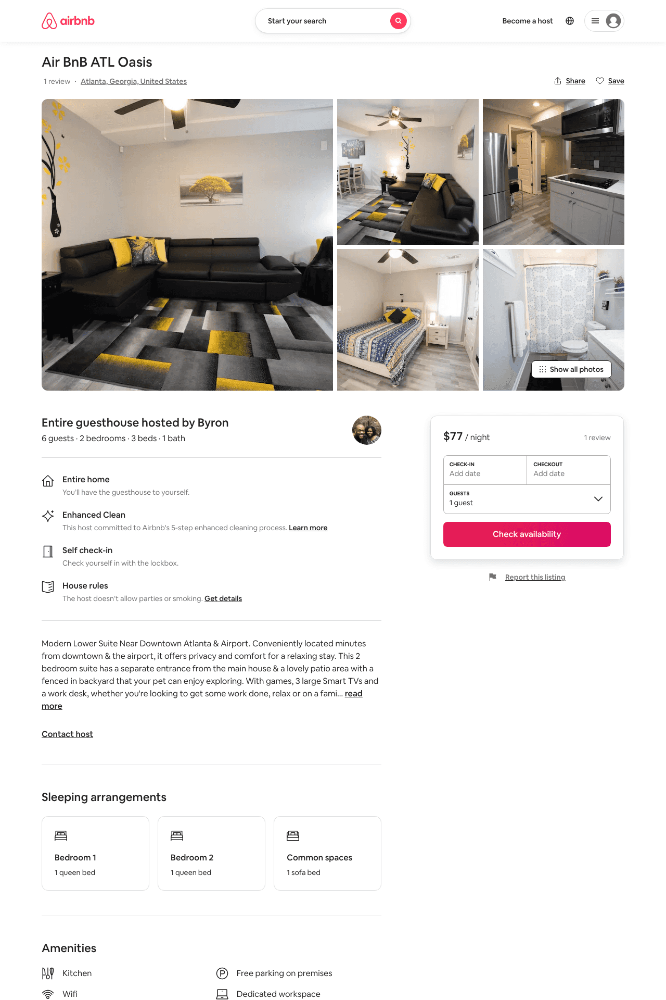 airbnb
Start your search
Become a host
Air BnB ATL Oasis
1 review · Atlanta, Georgia, United States
Share
Save
Show all photos
Entire guesthouse hosted by Byron
6 guests · 2 bedrooms · 3 beds · 1 bath
Entire home
You’ll have the guesthouse to yourself.
Enhanced Clean
This host committed to Airbnb's 5-step enhanced cleaning process. Learn more
Self check-in
Check yourself in with the lockbox.
House rules
The host doesn’t allow parties or smoking. Get details
$77 / night
1 review
CHECK-IN
Add date
CHECKOUT
Add date
GUESTS
1 guest
Check availability
Report this listing
Modern Lower Suite Near Downtown Atlanta & Airport. Conveniently located minutes
from downtown & the airport, it offers privacy and comfort for a relaxing stay. This 2
bedroom suite has a separate entrance from the main house & a lovely patio area with a
fenced in backyard that your pet can enjoy exploring. With games, 3 large Smart TVs and
a work desk, whether you're looking to get some work done, relax or on a fami... read
more
Contact host
Sleeping arrangements
Bedroom 1
1 queen bed
Bedroom 2
1 queen bed
Common spaces
1 sofa bed
Amenities
Kitchen
Free parking on premises
Wifi
Dedicated workspace